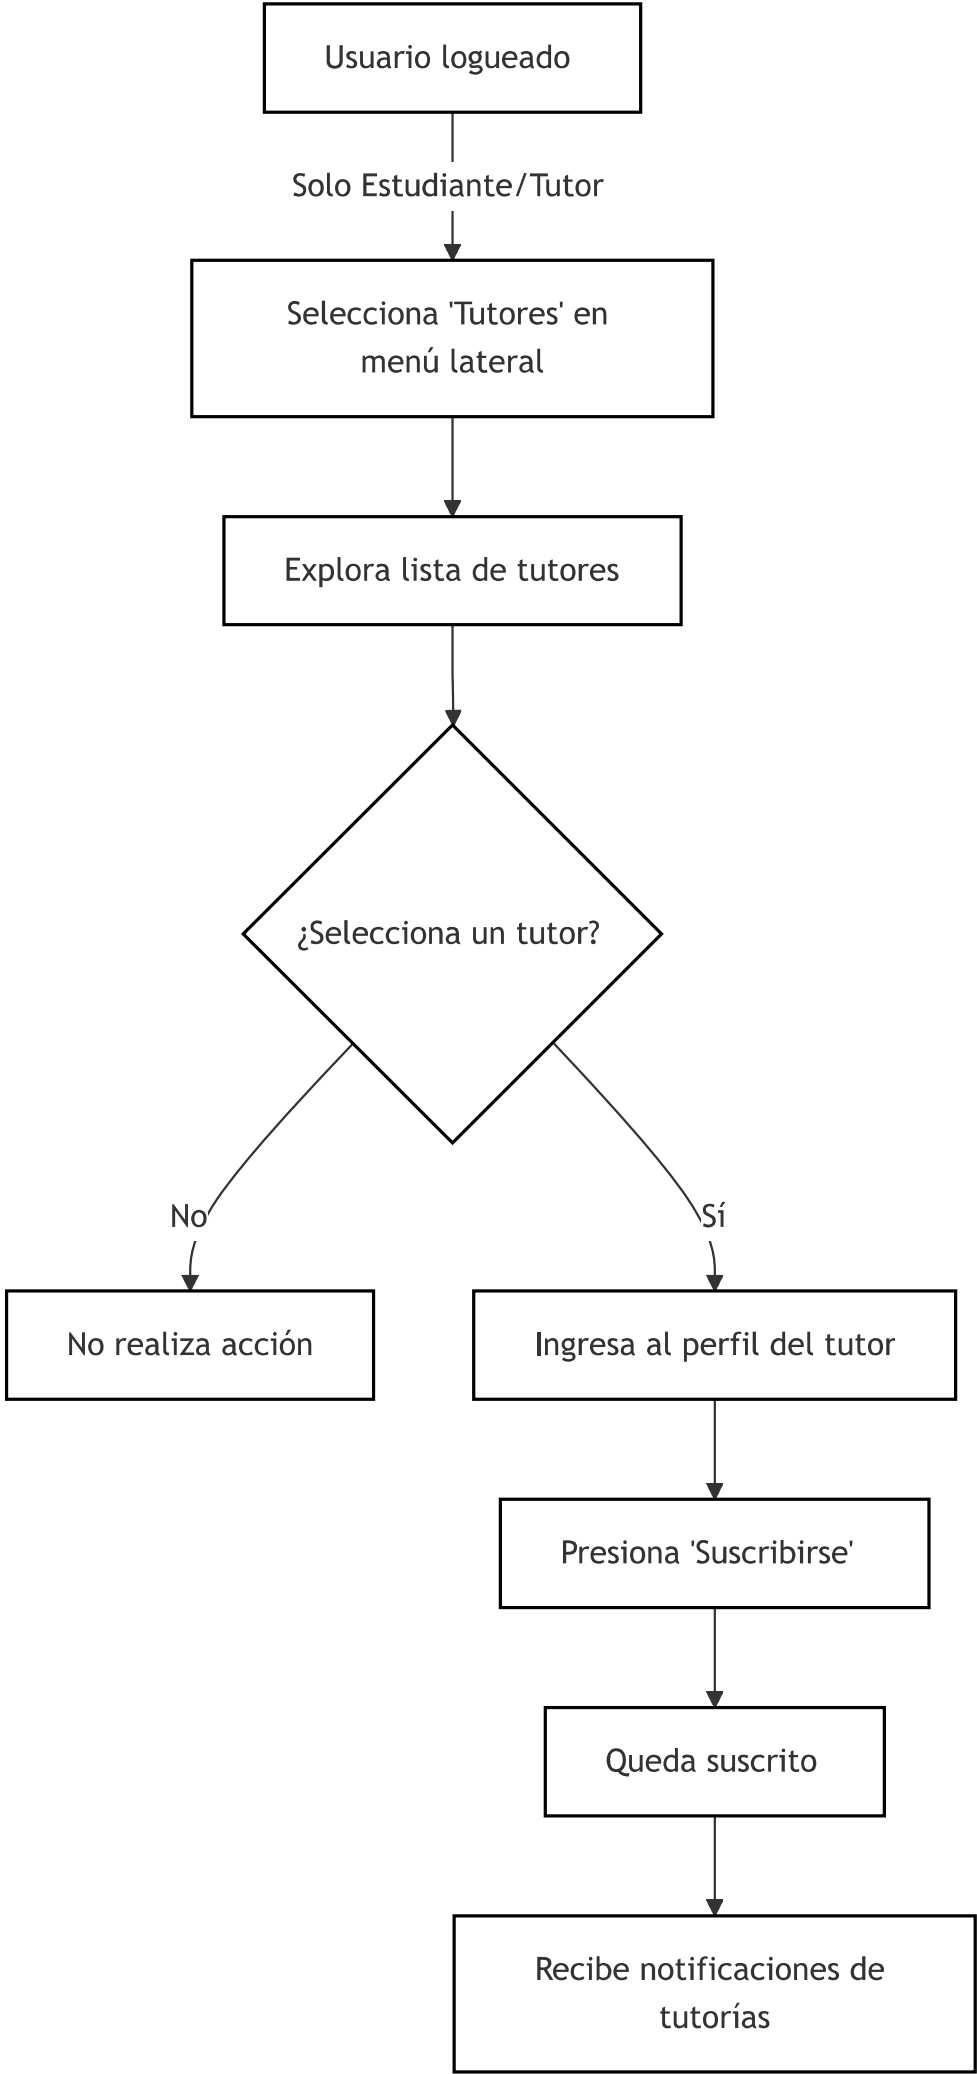 Usuario logueado
Solo Estudiante/Tutor
Selecciona 'Tutores' en
menú lateral
Explora lista de tutores
¿Selecciona un tutor?
No
Sí
No realiza acción
Ingresa al perfil del tutor
Presiona 'Suscribirse'
Queda suscrito
Recibe notificaciones de
tutorías